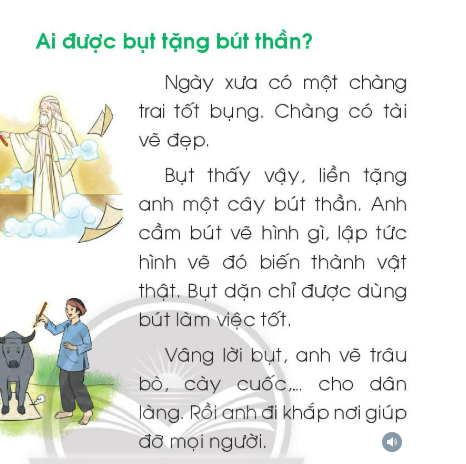 Ai được bụt tặng bút thần?
Ngày xưa có một chàng
trai tốt bụng. Chàng có tài
vẽ đẹp.
Bụt thấy vậy, liền tặng
anh một cây bút thần. Anh
cầm bút vẽ hình gì, lập tức
hình vẽ đó biến thành vật
thật. Bụt dặn chỉ được dùng
bút làm việc tốt.
Vâng lời bụt, anh vẽ trâu
bò, cày cuốc,... cho dân
làng. Rồi anh đi khắp nơi giúp
đỡ mọi người.